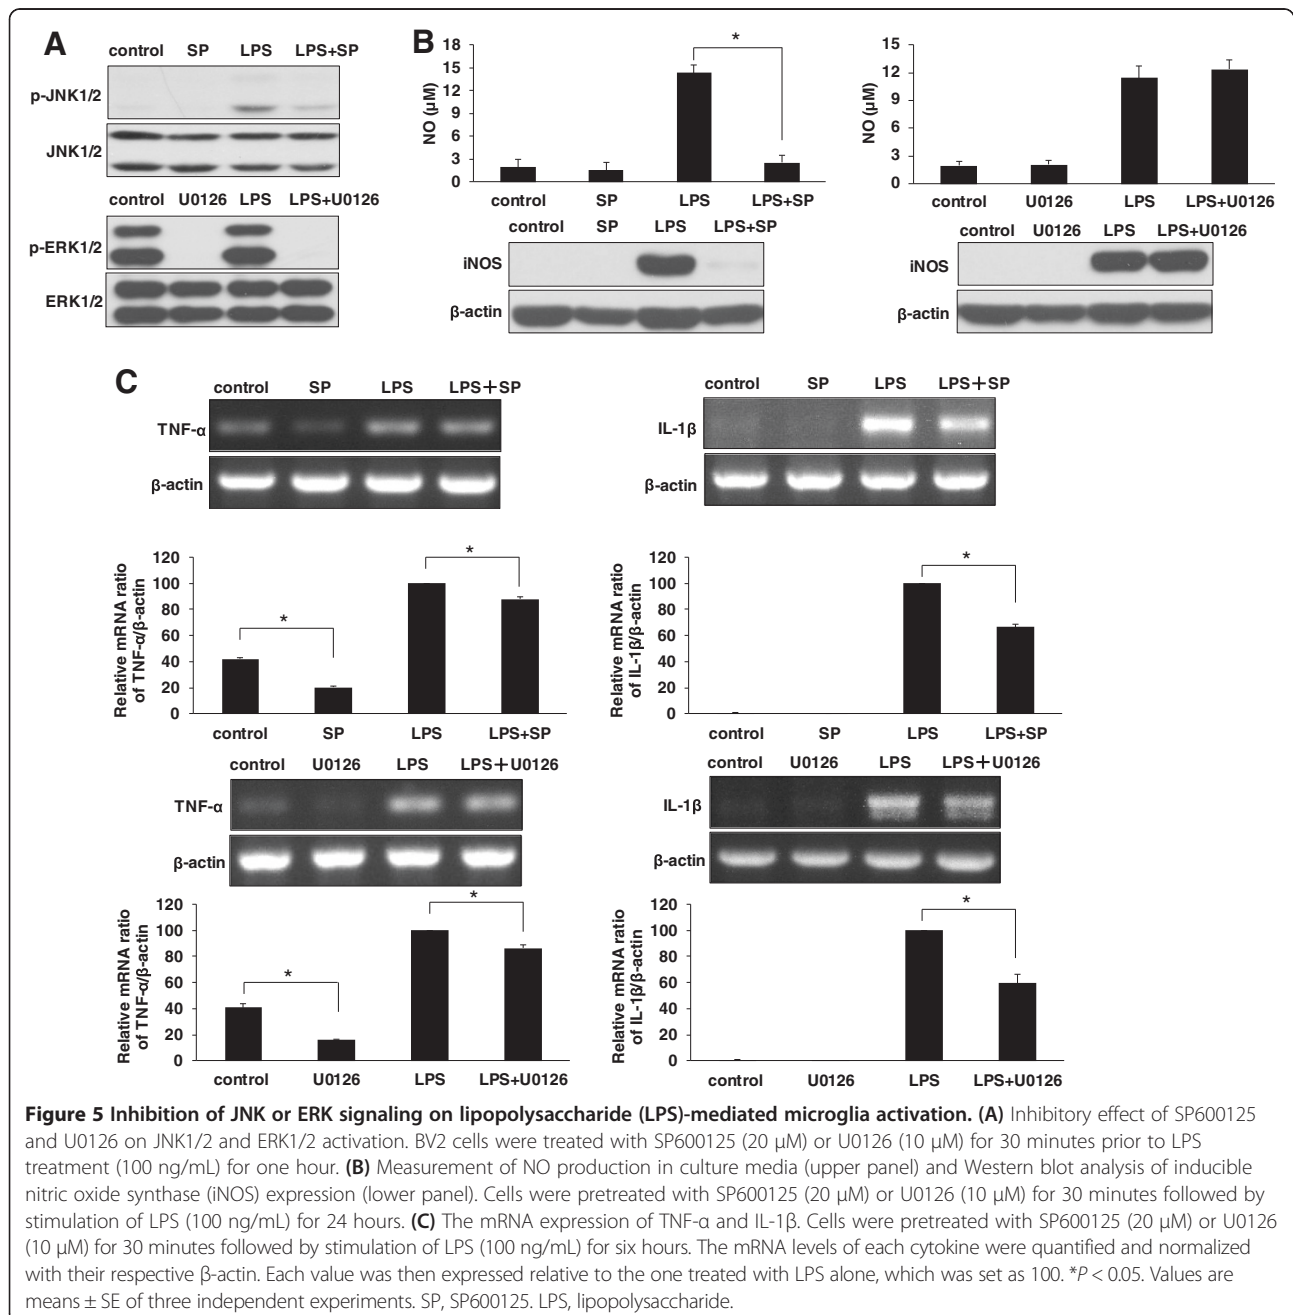 A
control SP LPS LPS+SP
p-JNK1/2
JNK1/2
control U0126 LPS LPS+U0126
p-ERK1/2
ERK1/2
B
18
15
12
9
6
3
0
NO (μM)
*
control SP LPS LPS+SP
control SP LPS LPS+SP
iNOS
β-actin
15
12
9
6
3
0
NO (μM)
control U0126 LPS LPS+U0126
control U0126 LPS LPS+U0126
iNOS
β-actin
C
control SP LPS LPS+SP
TNF-α
β-actin
120
100
80
60
40
20
0
Relative mRNA ratio
of TNF-α/β-actin
*
*
control SP LPS LPS+SP
control SP LPS LPS+SP
IL-1β
β-actin
120
100
80
60
40
20
0
Relative mRNA ratio
of IL-1β/β-actin
*
control SP LPS LPS+SP
control U0126 LPS LPS+U0126
TNF-α
β-actin
120
100
80
60
40
20
0
Relative mRNA ratio
of TNF-α/β-actin
*
*
control U0126 LPS LPS+U0126
control U0126 LPS LPS+U0126
IL-1β
β-actin
120
100
80
60
40
20
0
Relative mRNA ratio
of IL-1β/β-actin
*
control U0126 LPS LPS+U0126
Figure 5 Inhibition of JNK or ERK signaling on lipopolysaccharide (LPS)-mediated microglia activation. (A) Inhibitory effect of SP600125
and U0126 on JNK1/2 and ERK1/2 activation. BV2 cells were treated with SP600125 (20 μM) or U0126 (10 μM) for 30 minutes prior to LPS
treatment (100 ng/mL) for one hour. (B) Measurement of NO production in culture media (upper panel) and Western blot analysis of inducible
nitric oxide synthase (iNOS) expression (lower panel). Cells were pretreated with SP600125 (20 μM) or U0126 (10 μM) for 30 minutes followed by
stimulation of LPS (100 ng/mL) for 24 hours. (C) The mRNA expression of TNF-α and IL-1β. Cells were pretreated with SP600125 (20 μM) or U0126
(10 μM) for 30 minutes followed by stimulation of LPS (100 ng/mL) for six hours. The mRNA levels of each cytokine were quantified and normalized
with their respective β-actin. Each value was then expressed relative to the one treated with LPS alone, which was set as 100. *P < 0.05. Values are
means ± SE of three independent experiments. SP, SP600125. LPS, lipopolysaccharide.